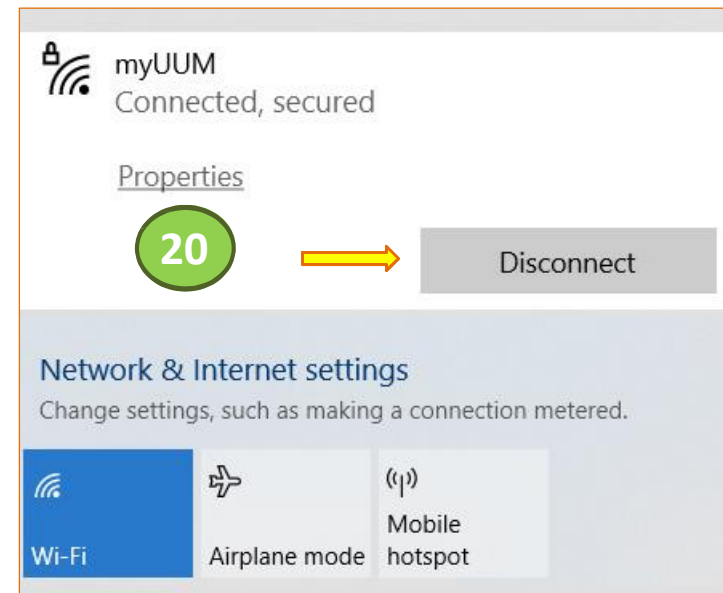 myUUM
Connected, secured
Properties
20
Disconnect
Network & Internet settings
Change settings, such as making a connection metered.
Wi-Fi
Airplane mode
Mobile
hotspot